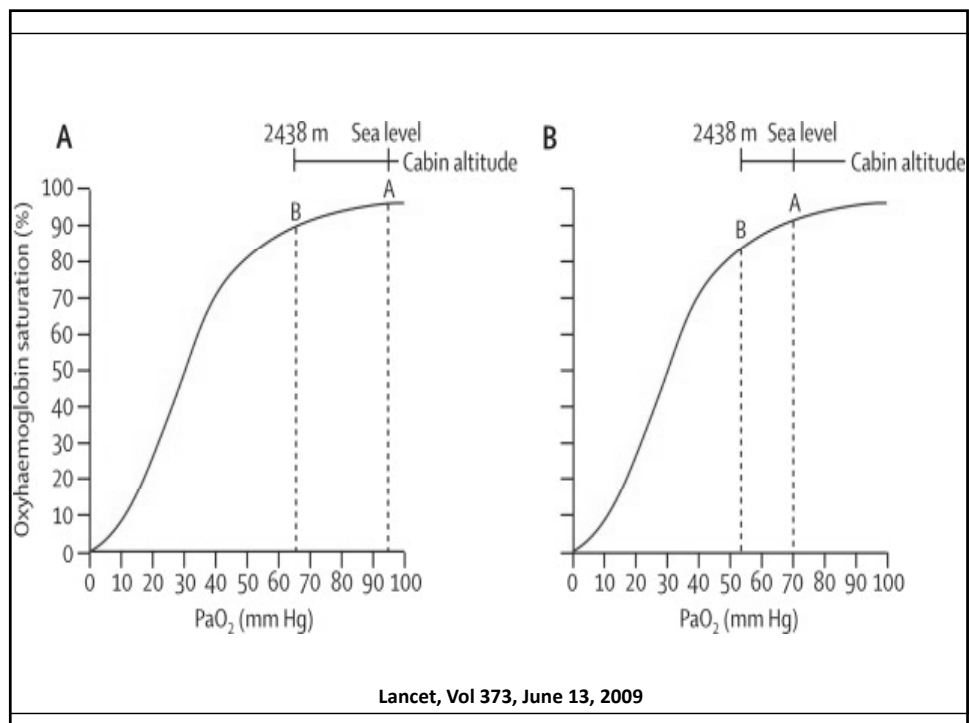 A
2438 m Sea level
Cabin altitude
Oxyhaemoglobin saturation (%)
100
90
80
70
60
50
40
30
20
10
0
B
A
0 10 20 30 40 50 60 70 80 90 100
PaO₂ (mm Hg)
B
2438 m Sea level
Cabin altitude
B
A
0 10 20 30 40 50 60 70 80 90 100
PaO₂ (mm Hg)
Lancet, Vol 373, June 13, 2009